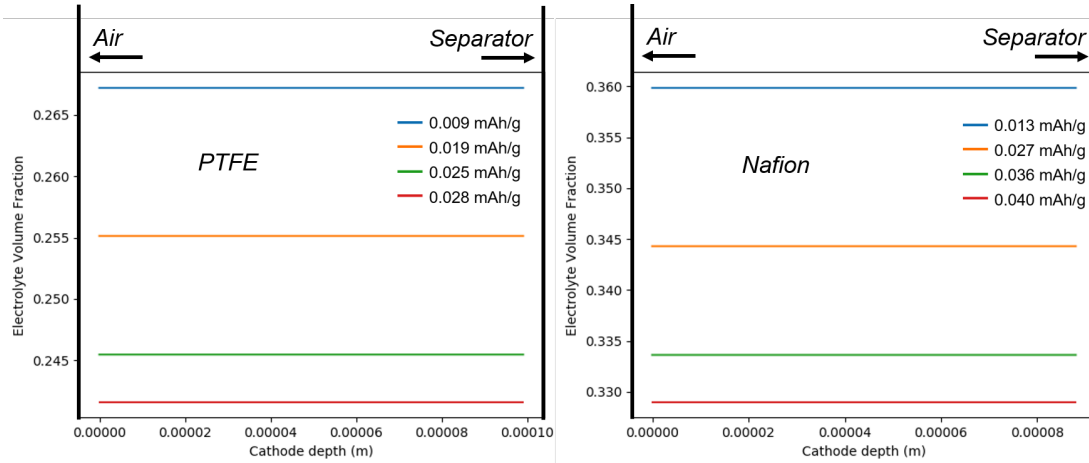 Air
Separator
Electrolyte Volume Fraction
0.265
0.260
0.255
0.250
0.245
PTFE
0.009 mAh/g
0.019 mAh/g
0.025 mAh/g
0.028 mAh/g
0.00000
0.00002
0.00004
0.00006
0.00008
0.00010
Cathode depth (m)
Air
Separator
Electrolyte Volume Fraction
0.360
0.355
0.350
0.345
0.340
0.335
0.330
Nafion
0.013 mAh/g
0.027 mAh/g
0.036 mAh/g
0.040 mAh/g
0.00000
0.00002
0.00004
0.00006
0.00008
Cathode depth (m)